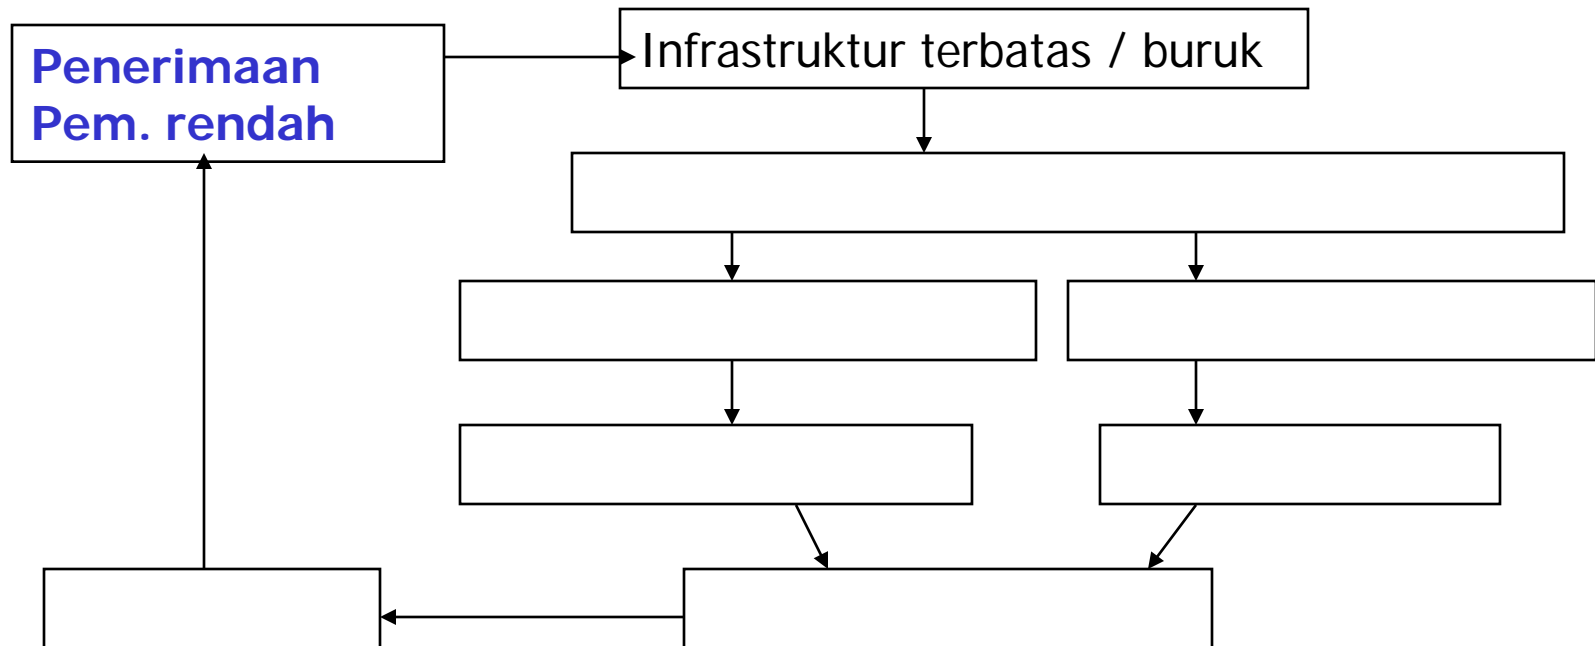 Penerimaan
Pem. rendah
Infrastruktur terbatas / buruk